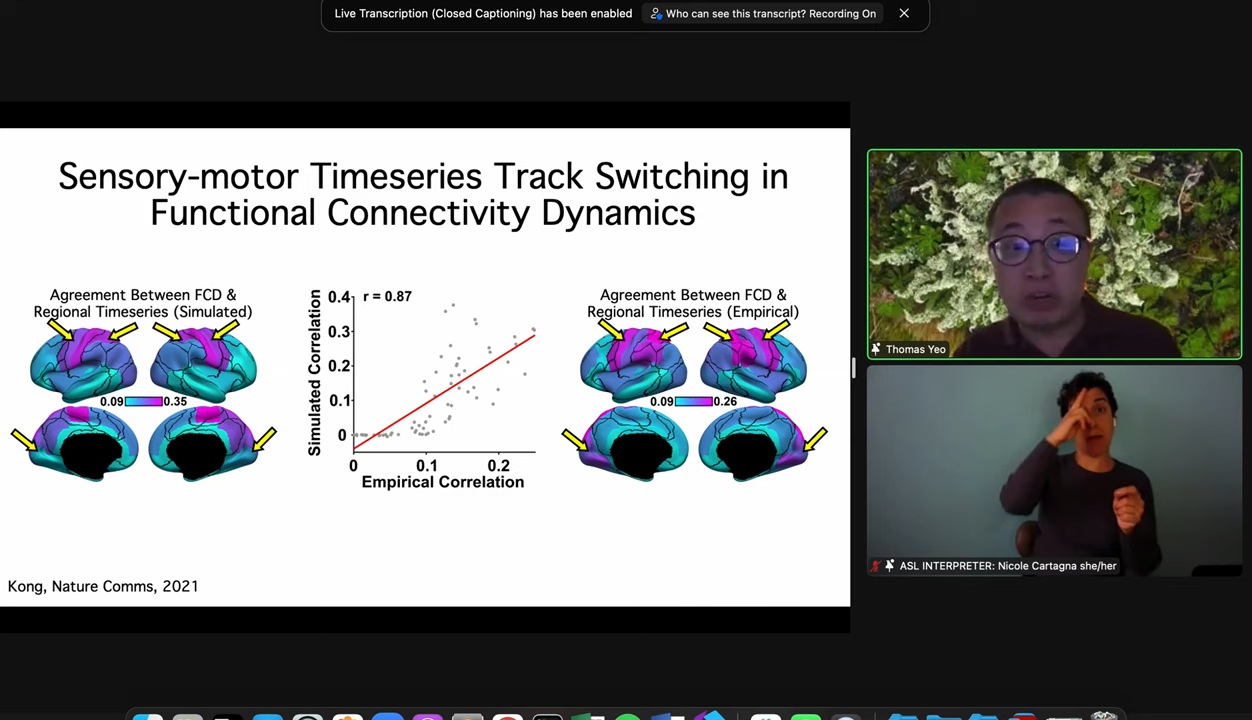 Live Transcription (Closed Captioning) has been enabled
Who can see this transcript? Recording On
Sensory-motor Timeseries Track Switching in
Functional Connectivity Dynamics
Agreement Between FCD &
Regional Timeseries (Simulated)
0.09 0.35
r = 0.87
Simulated Correlation
0.4
0.3
0.2
0.1
0
0 0.1 0.2
Empirical Correlation
Agreement Between FCD &
Regional Timeseries (Empirical)
0.09 0.26
Kong, Nature Comms, 2021
Thomas Yeo
ASL INTERPRETER: Nicole Cartagna she/her